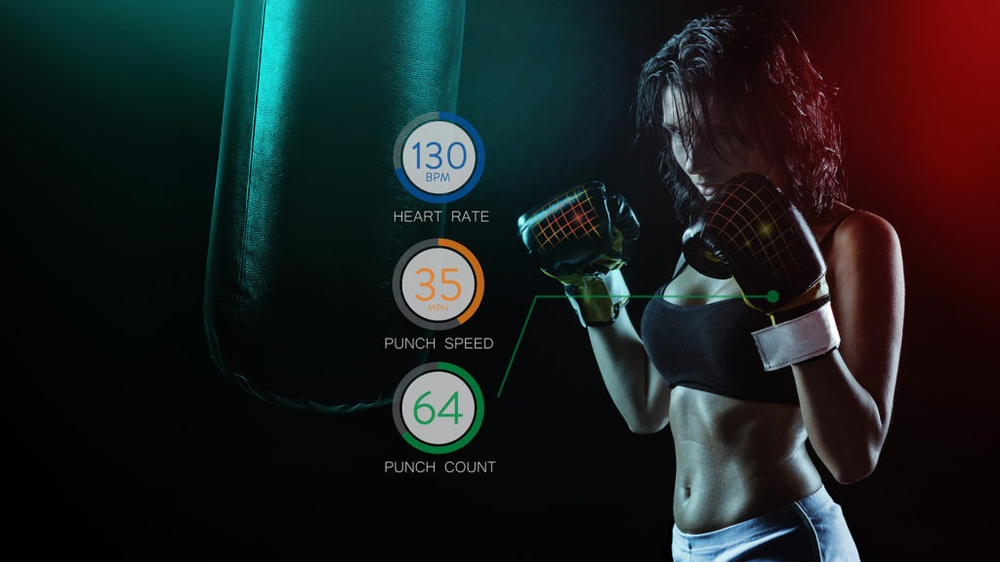 130
BPM
HEART RATE
35
MPH
PUNCH SPEED
64
PUNCH COUNT